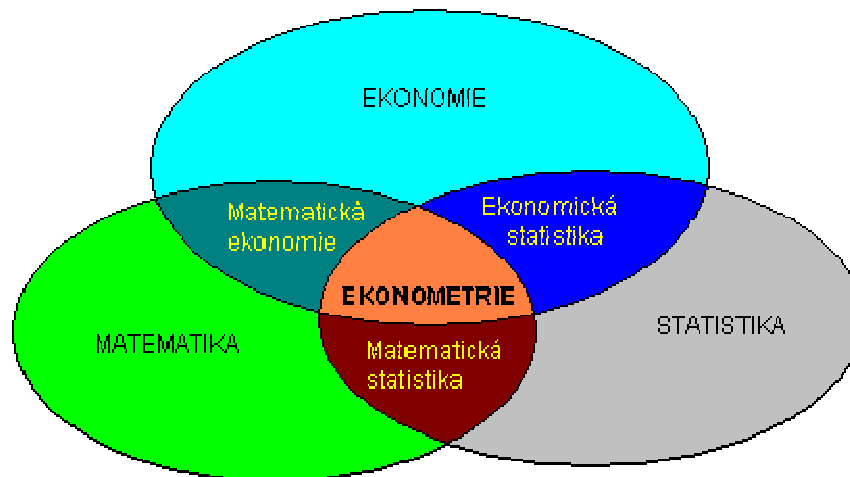 EKONOMIE
Matematická
ekonomie
Ekonomická
statistika
EKONOMETRIE
MATEMATIKA
STATISTIKA
Matematická
statistika